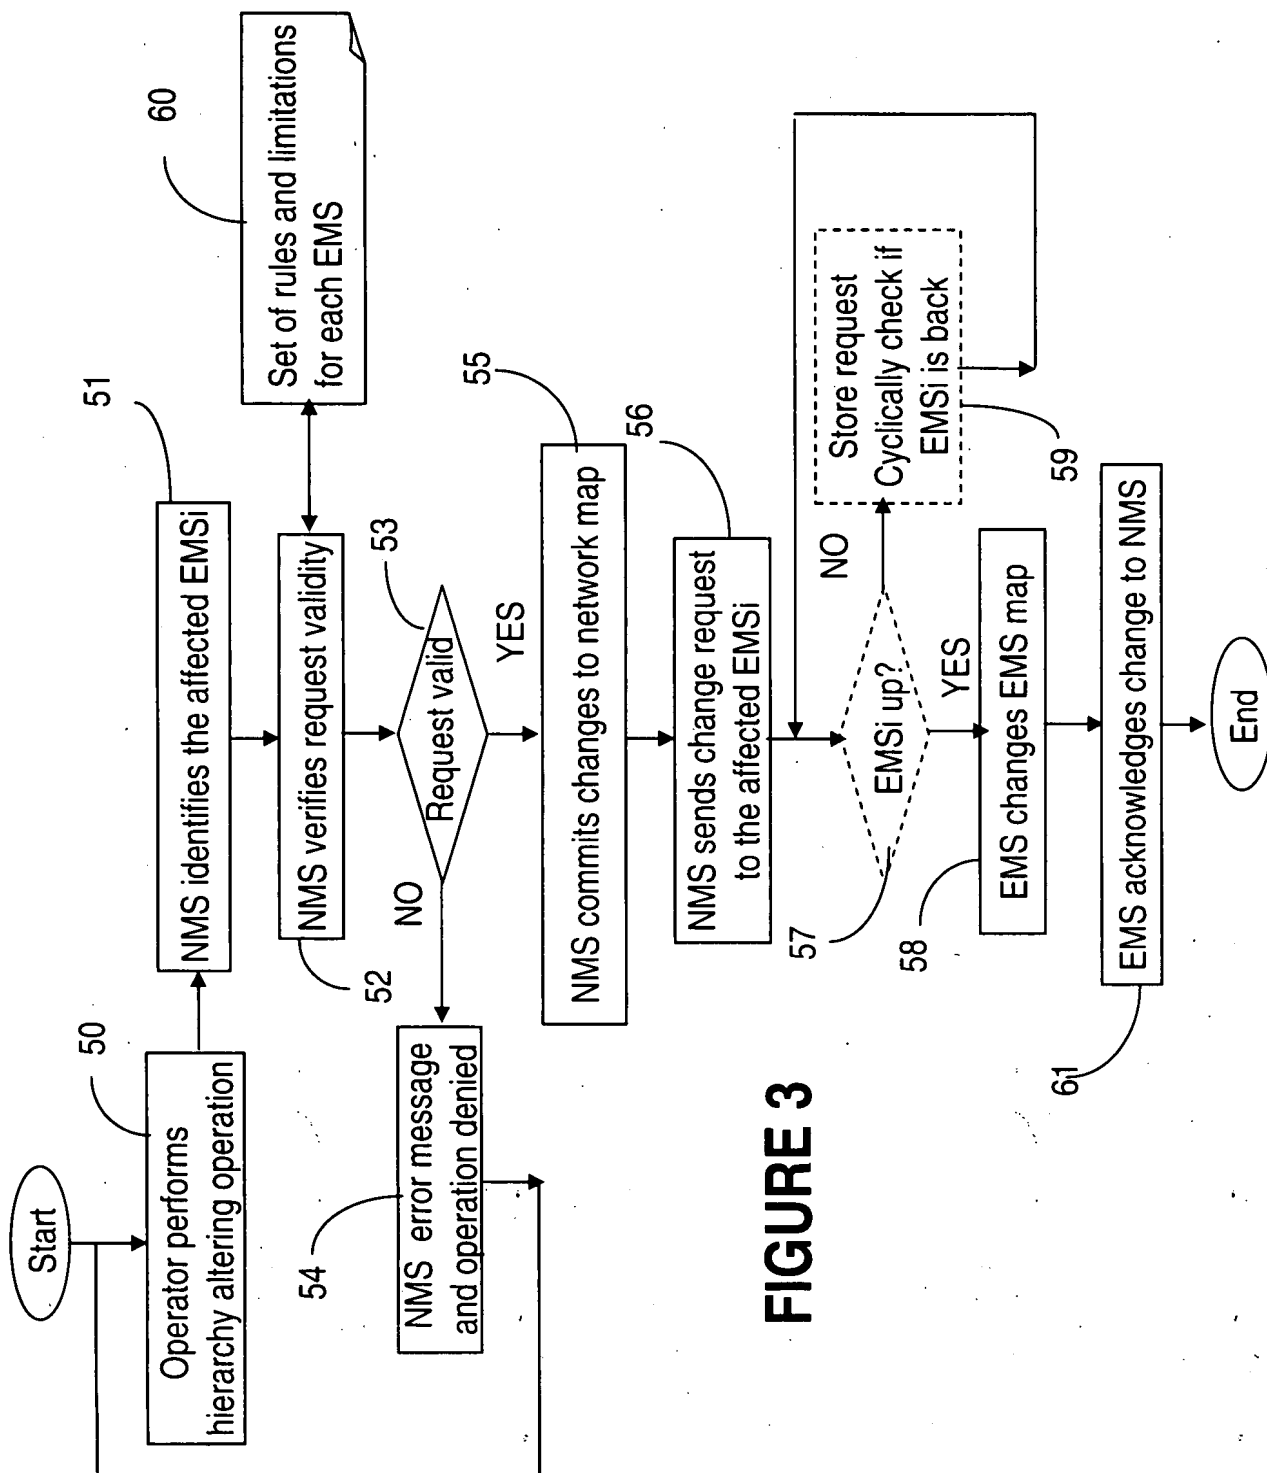 Start
50
Operator performs
hierarchy altering operation
51
NMS identifies the affected EMSi
52
NMS verifies request validity
60
Set of rules and limitations
for each EMS
53
Request valid
NO
YES
54
NMS error message
and operation denied
55
NMS commits changes to network map
56
NMS sends change request
to the affected EMSi
57
EMSi up?
NO
YES
Store request
Cyclically check if
EMSi is back
59
58
EMS changes EMS map
61
EMS acknowledges change to NMS
End
FIGURE 3